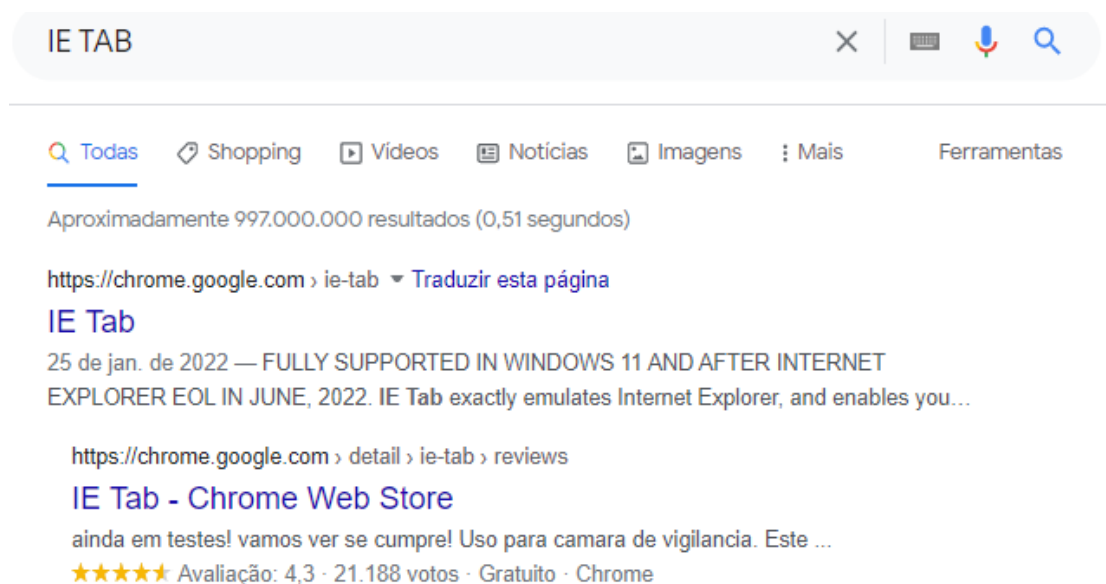 IE TAB
Todas Shopping Vídeos Notícias Imagens Mais Ferramentas
Aproximadamente 997.000.000 resultados (0,51 segundos)
https://chrome.google.com › ie-tab Traduzir esta página
IE Tab
25 de jan. de 2022 — FULLY SUPPORTED IN WINDOWS 11 AND AFTER INTERNET
EXPLORER EOL IN JUNE, 2022. IE Tab exactly emulates Internet Explorer, and enables you...
https://chrome.google.com › detail › ie-tab › reviews
IE Tab - Chrome Web Store
ainda em testes! vamos ver se cumpre! Uso para camara de vigilancia. Este ...
Avaliação: 4,3 · 21.188 votos · Gratuito · Chrome